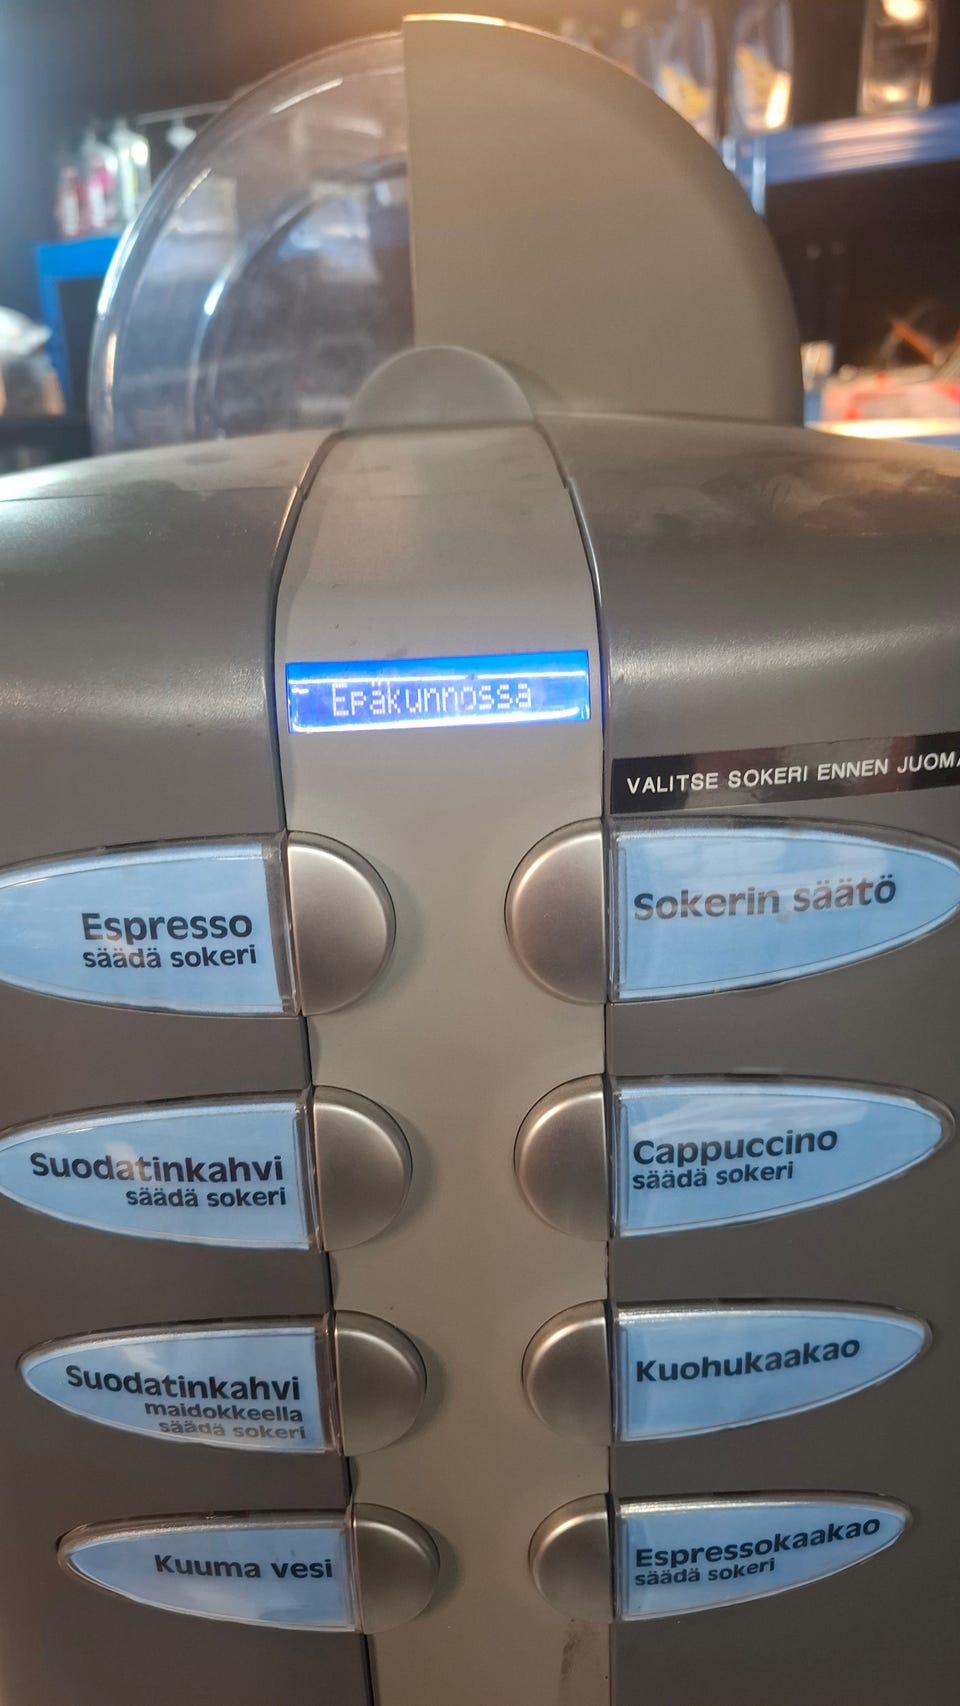 Epäkunnossa
VALITSE SOKERI ENNEN
Espresso
säädä sokeri
Sokerin säätö
Suodatinkahvi
säädä sokeri
Cappuccino
säädä sokeri
Suodatinkahvi
maidokkeella
säädä sokeri
Kuohukaakao
Kuuma vesi
Espressokaakao
säädä sokeri